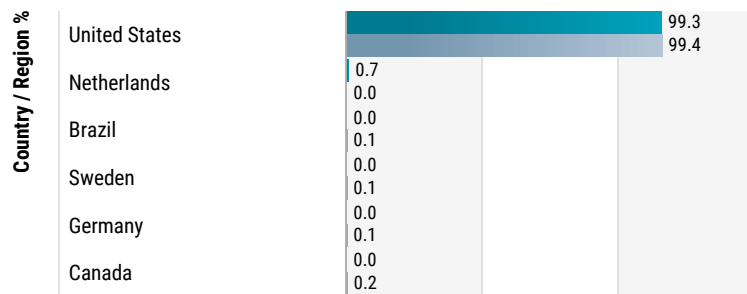 Country / Region %
United States
99.3
99.4
Netherlands
0.7
0.0
Brazil
0.0
0.1
Sweden
0.0
0.1
Germany
0.0
0.1
Canada
0.0
0.2